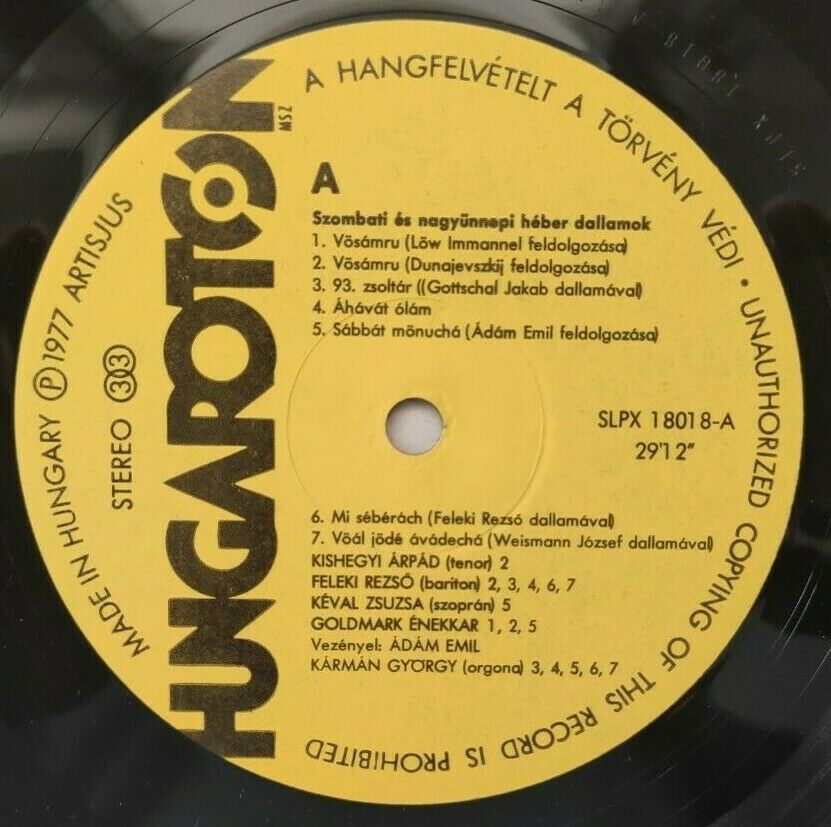 A HANGFELVÉTELT A TÖRVÉNY VÉDI • UNAUTHORIZED COPYING OF THIS RECORD IS PROHIBITED
MADE IN HUNGARY Ⓟ 1977 ARTISJUS
STEREO 33
HUNGAROTON
MSZ
A
Szombati és nagyünnepi héber dallamok
1. Vösámru (Löw Immannel feldolgozása)
2. Vösámru (Dunajevszkij feldolgozása)
3. 93. zsoltár ((Gottschal Jakab dallamával)
4. Áhávát ólám
5. Sábbát mönuchá (Ádám Emil feldolgozása)
SLPX 18018-A
29'12"
6. Mi sébérách (Feleki Rezső dallamával)
7. Vöál jödé ávádechá (Weismann József dallamával)
KISHEGYI ÁRPÁD (tenor) 2
FELEKI REZSŐ (bariton) 2, 3, 4, 6, 7
KÉVAL ZSUZSA (szoprán) 5
GOLDMARK ÉNEKKAR 1, 2, 5
Vezényel: ÁDÁM EMIL
KÁRMÁN GYÖRGY (orgona) 3, 4, 5, 6, 7